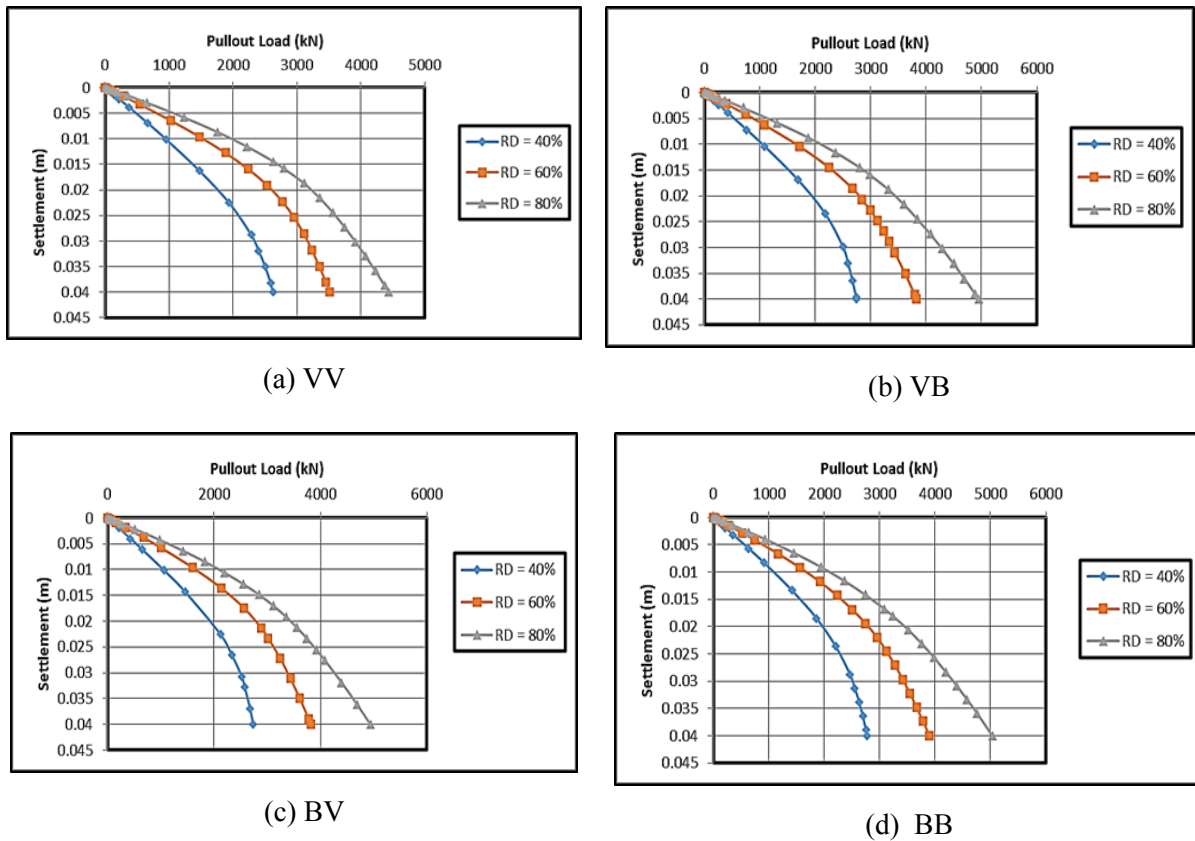 Pullout Load (kN)
0 1000 2000 3000 4000 5000
0
0.005
0.01
0.015
0.02
0.025
0.03
0.035
0.04
0.045
Settlement (m)
RD = 40%
RD = 60%
RD = 80%
(a) VV
Pullout Load (kN)
0 1000 2000 3000 4000 5000 6000
0
0.005
0.01
0.015
0.02
0.025
0.03
0.035
0.04
0.045
Settlement (m)
RD = 40%
RD = 60%
RD = 80%
(b) VB
Pullout Load (kN)
0 2000 4000 6000
0
0.005
0.01
0.015
0.02
0.025
0.03
0.035
0.04
0.045
Settlement (m)
RD = 40%
RD = 60%
RD = 80%
(c) BV
Pullout Load (kN)
0 1000 2000 3000 4000 5000 6000
0
0.005
0.01
0.015
0.02
0.025
0.03
0.035
0.04
0.045
Settlement (m)
RD = 40%
RD = 60%
RD = 80%
(d) BB